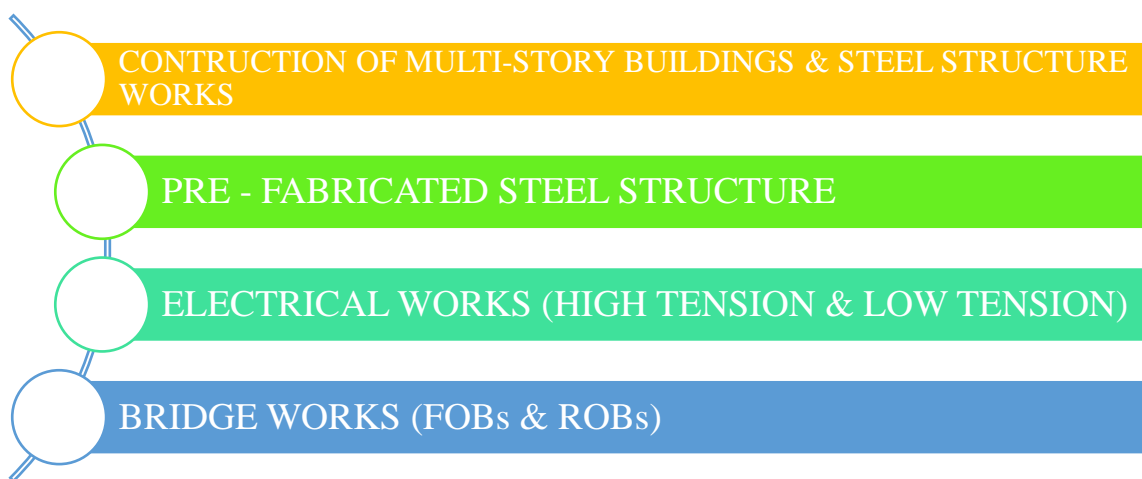 CONTRUCTION OF MULTI-STORY BUILDINGS & STEEL STRUCTURE
WORKS
PRE - FABRICATED STEEL STRUCTURE
ELECTRICAL WORKS (HIGH TENSION & LOW TENSION)
BRIDGE WORKS (FOBs & ROBs)